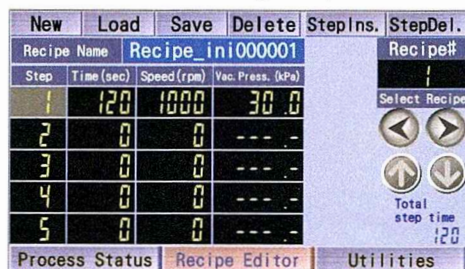 New Load Save Delete StepIns. StepDel.
Recipe Name Recipe_ini000001 Recipe#
1
Step Time(sec) Speed(rpm) Vac. Press. (kPa)
Select Recipe
1 120 1000 30.0
2 0 0 ---.-
3 0 0 ---.-
4 0 0 ---.-
5 0 0 ---.-
Total
step time
120
Process Status Recipe Editor Utilities